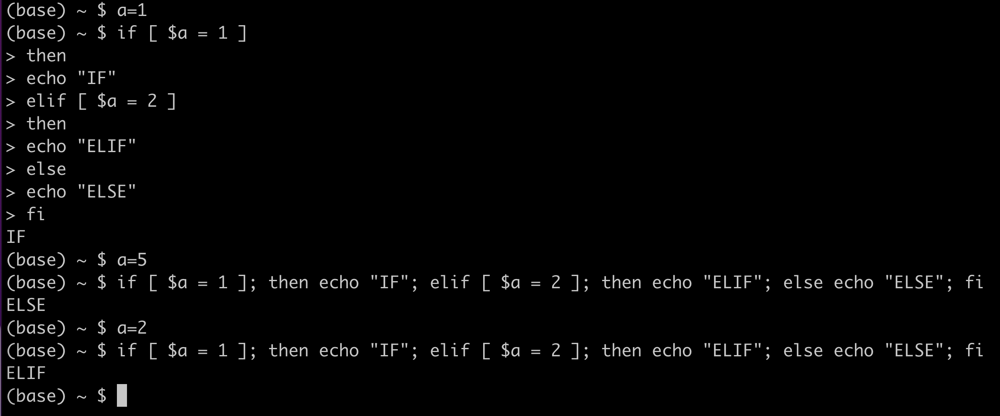 (base) ~ $ a=1
(base) ~ $ if [ $a = 1 ]
> then
> echo "IF"
> elif [ $a = 2 ]
> then
> echo "ELIF"
> else
> echo "ELSE"
> fi
IF
(base) ~ $ a=5
(base) ~ $ if [ $a = 1 ]; then echo "IF"; elif [ $a = 2 ]; then echo "ELIF"; else echo "ELSE"; fi
ELSE
(base) ~ $ a=2
(base) ~ $ if [ $a = 1 ]; then echo "IF"; elif [ $a = 2 ]; then echo "ELIF"; else echo "ELSE"; fi
ELIF
(base) ~ $